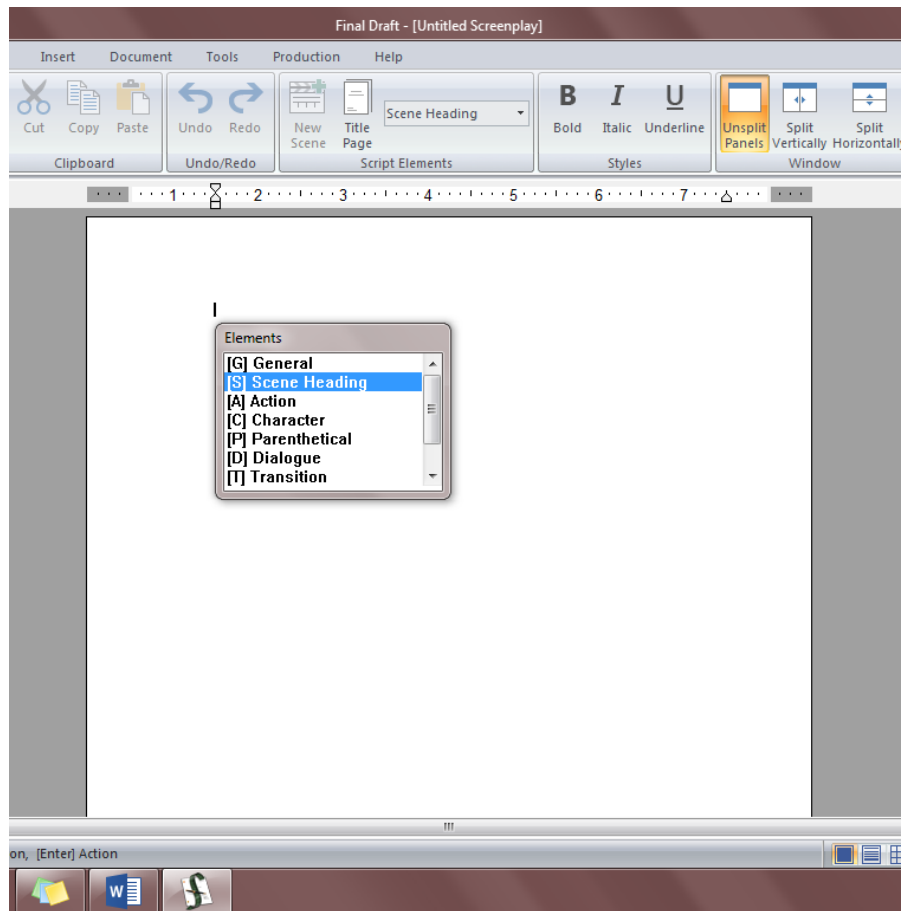 Final Draft - [Untitled Screenplay]
Insert Document Tools Production Help
Scene Heading
Cut Copy Paste Undo Redo New Scene Title Page Bold Italic Underline Unsplit Panels Split Vertically Split Horizontally
Clipboard Undo/Redo Script Elements Styles Window
1 2 3 4 5 6 7
Elements
[G] General
[S] Scene Heading
[A] Action
[C] Character
[P] Parenthetical
[D] Dialogue
[T] Transition
on, [Enter] Action